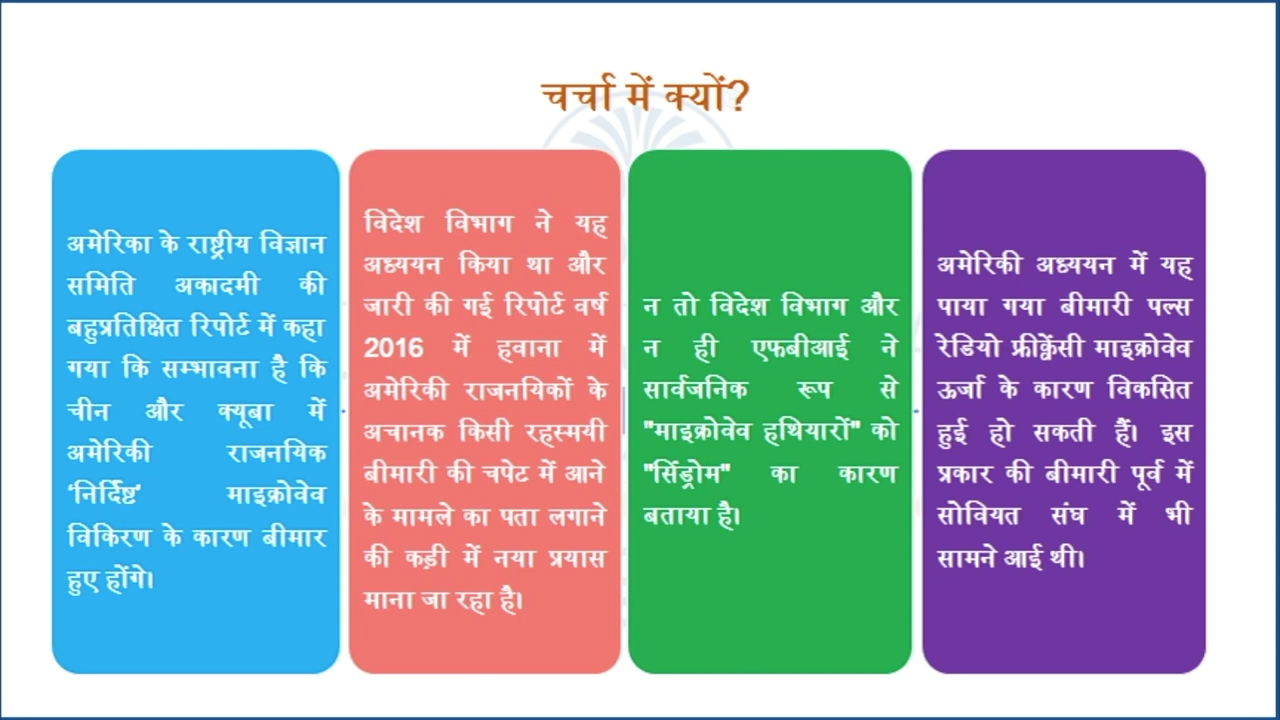 चर्चा में क्यों?
अमेरिका के राष्ट्रीय विज्ञान
समिति अकादमी की
बहुप्रतिक्षित रिपोर्ट में कहा
गया कि सम्भावना है कि
चीन और क्यूबा में
अमेरिकी राजनयिक
‘निर्दिष्ट’ माइक्रोवेव
विकिरण के कारण बीमार
हुए होंगे।
विदेश विभाग ने यह
अध्ययन किया था और
जारी की गई रिपोर्ट वर्ष
2016 में हवाना में
अमेरिकी राजनयिकों के
अचानक किसी रहस्मयी
बीमारी की चपेट में आने
के मामले का पता लगाने
की कड़ी में नया प्रयास
माना जा रहा है।
न तो विदेश विभाग और
न ही एफबीआई ने
सार्वजनिक रूप से
"माइक्रोवेव हथियारों" को
"सिंड्रोम" का कारण
बताया है।
अमेरिकी अध्ययन में यह
पाया गया बीमारी पल्स
रेडियो फ्रीक्वेंसी माइक्रोवेव
ऊर्जा के कारण विकसित
हुई हो सकती हैं। इस
प्रकार की बीमारी पूर्व में
सोवियत संघ में भी
सामने आई थी।